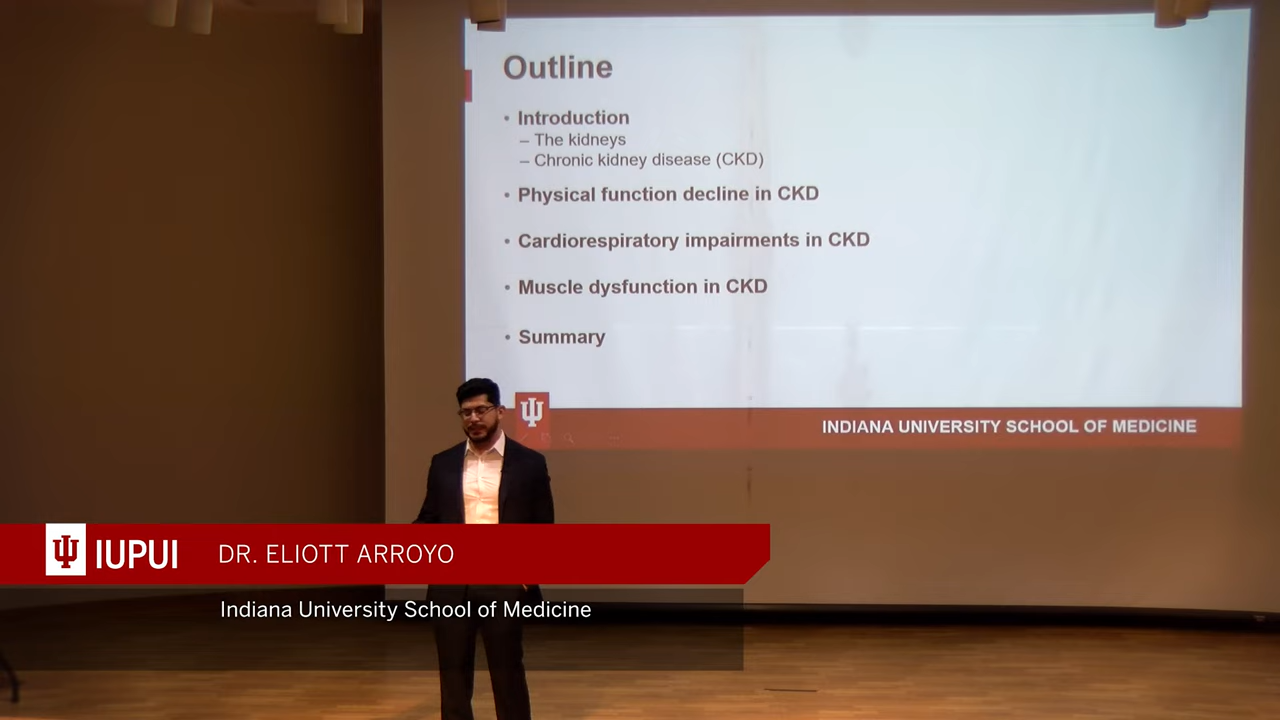 Outline
• Introduction
– The kidneys
– Chronic kidney disease (CKD)
• Physical function decline in CKD
• Cardiorespiratory impairments in CKD
• Muscle dysfunction in CKD
• Summary
INDIANA UNIVERSITY SCHOOL OF MEDICINE
IUPUI DR. ELIOTT ARROYO
Indiana University School of Medicine